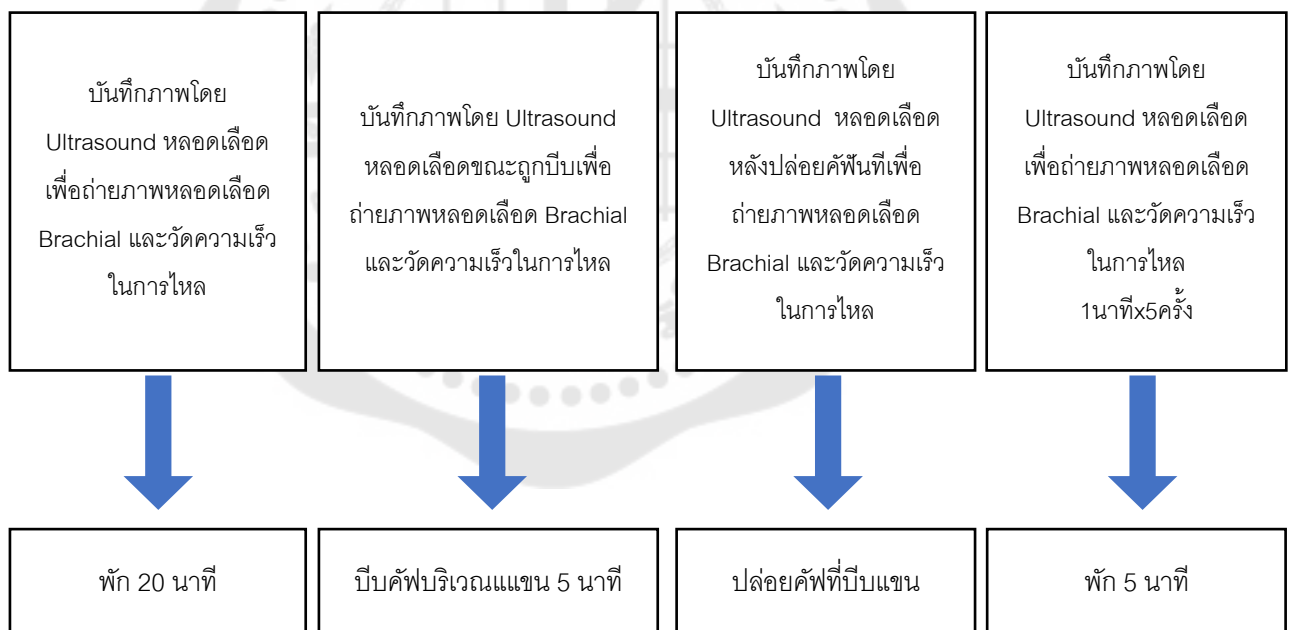 บันทึกภาพโดย
Ultrasound หลอดเลือด
เพื่อถ่ายภาพหลอดเลือด
Brachial และวัดความเร็ว
ในการไหล
บันทึกภาพโดย Ultrasound
หลอดเลือดขณะถูกบีบเพื่อ
ถ่ายภาพหลอดเลือด Brachial
และวัดความเร็วในการไหล
บันทึกภาพโดย
Ultrasound หลอดเลือด
หลังปล่อยคัฟันทีเพื่อ
ถ่ายภาพหลอดเลือด
Brachial และวัดความเร็ว
ในการไหล
บันทึกภาพโดย
Ultrasound หลอดเลือด
เพื่อถ่ายภาพหลอดเลือด
Brachial และวัดความเร็ว
ในการไหล
1นาทีx5ครั้ง
พัก 20 นาที
บีบคัฟบริเวณแแขน 5 นาที
ปล่อยคัฟที่บีบแขน
พัก 5 นาที